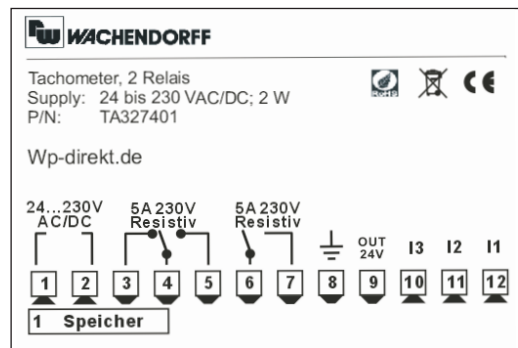 WACHENDORFF
Tachometer, 2 Relais
Supply: 24 bis 230 VAC/DC; 2 W
P/N: TA327401
RoHS
CE
Wp-direkt.de
24...230V
AC/DC
5A 230V
Resistiv
5A 230V
Resistiv
OUT
24V
I3 I2 I1
1 2 3 4 5 6 7 8 9 10 11 12
1 Speicher